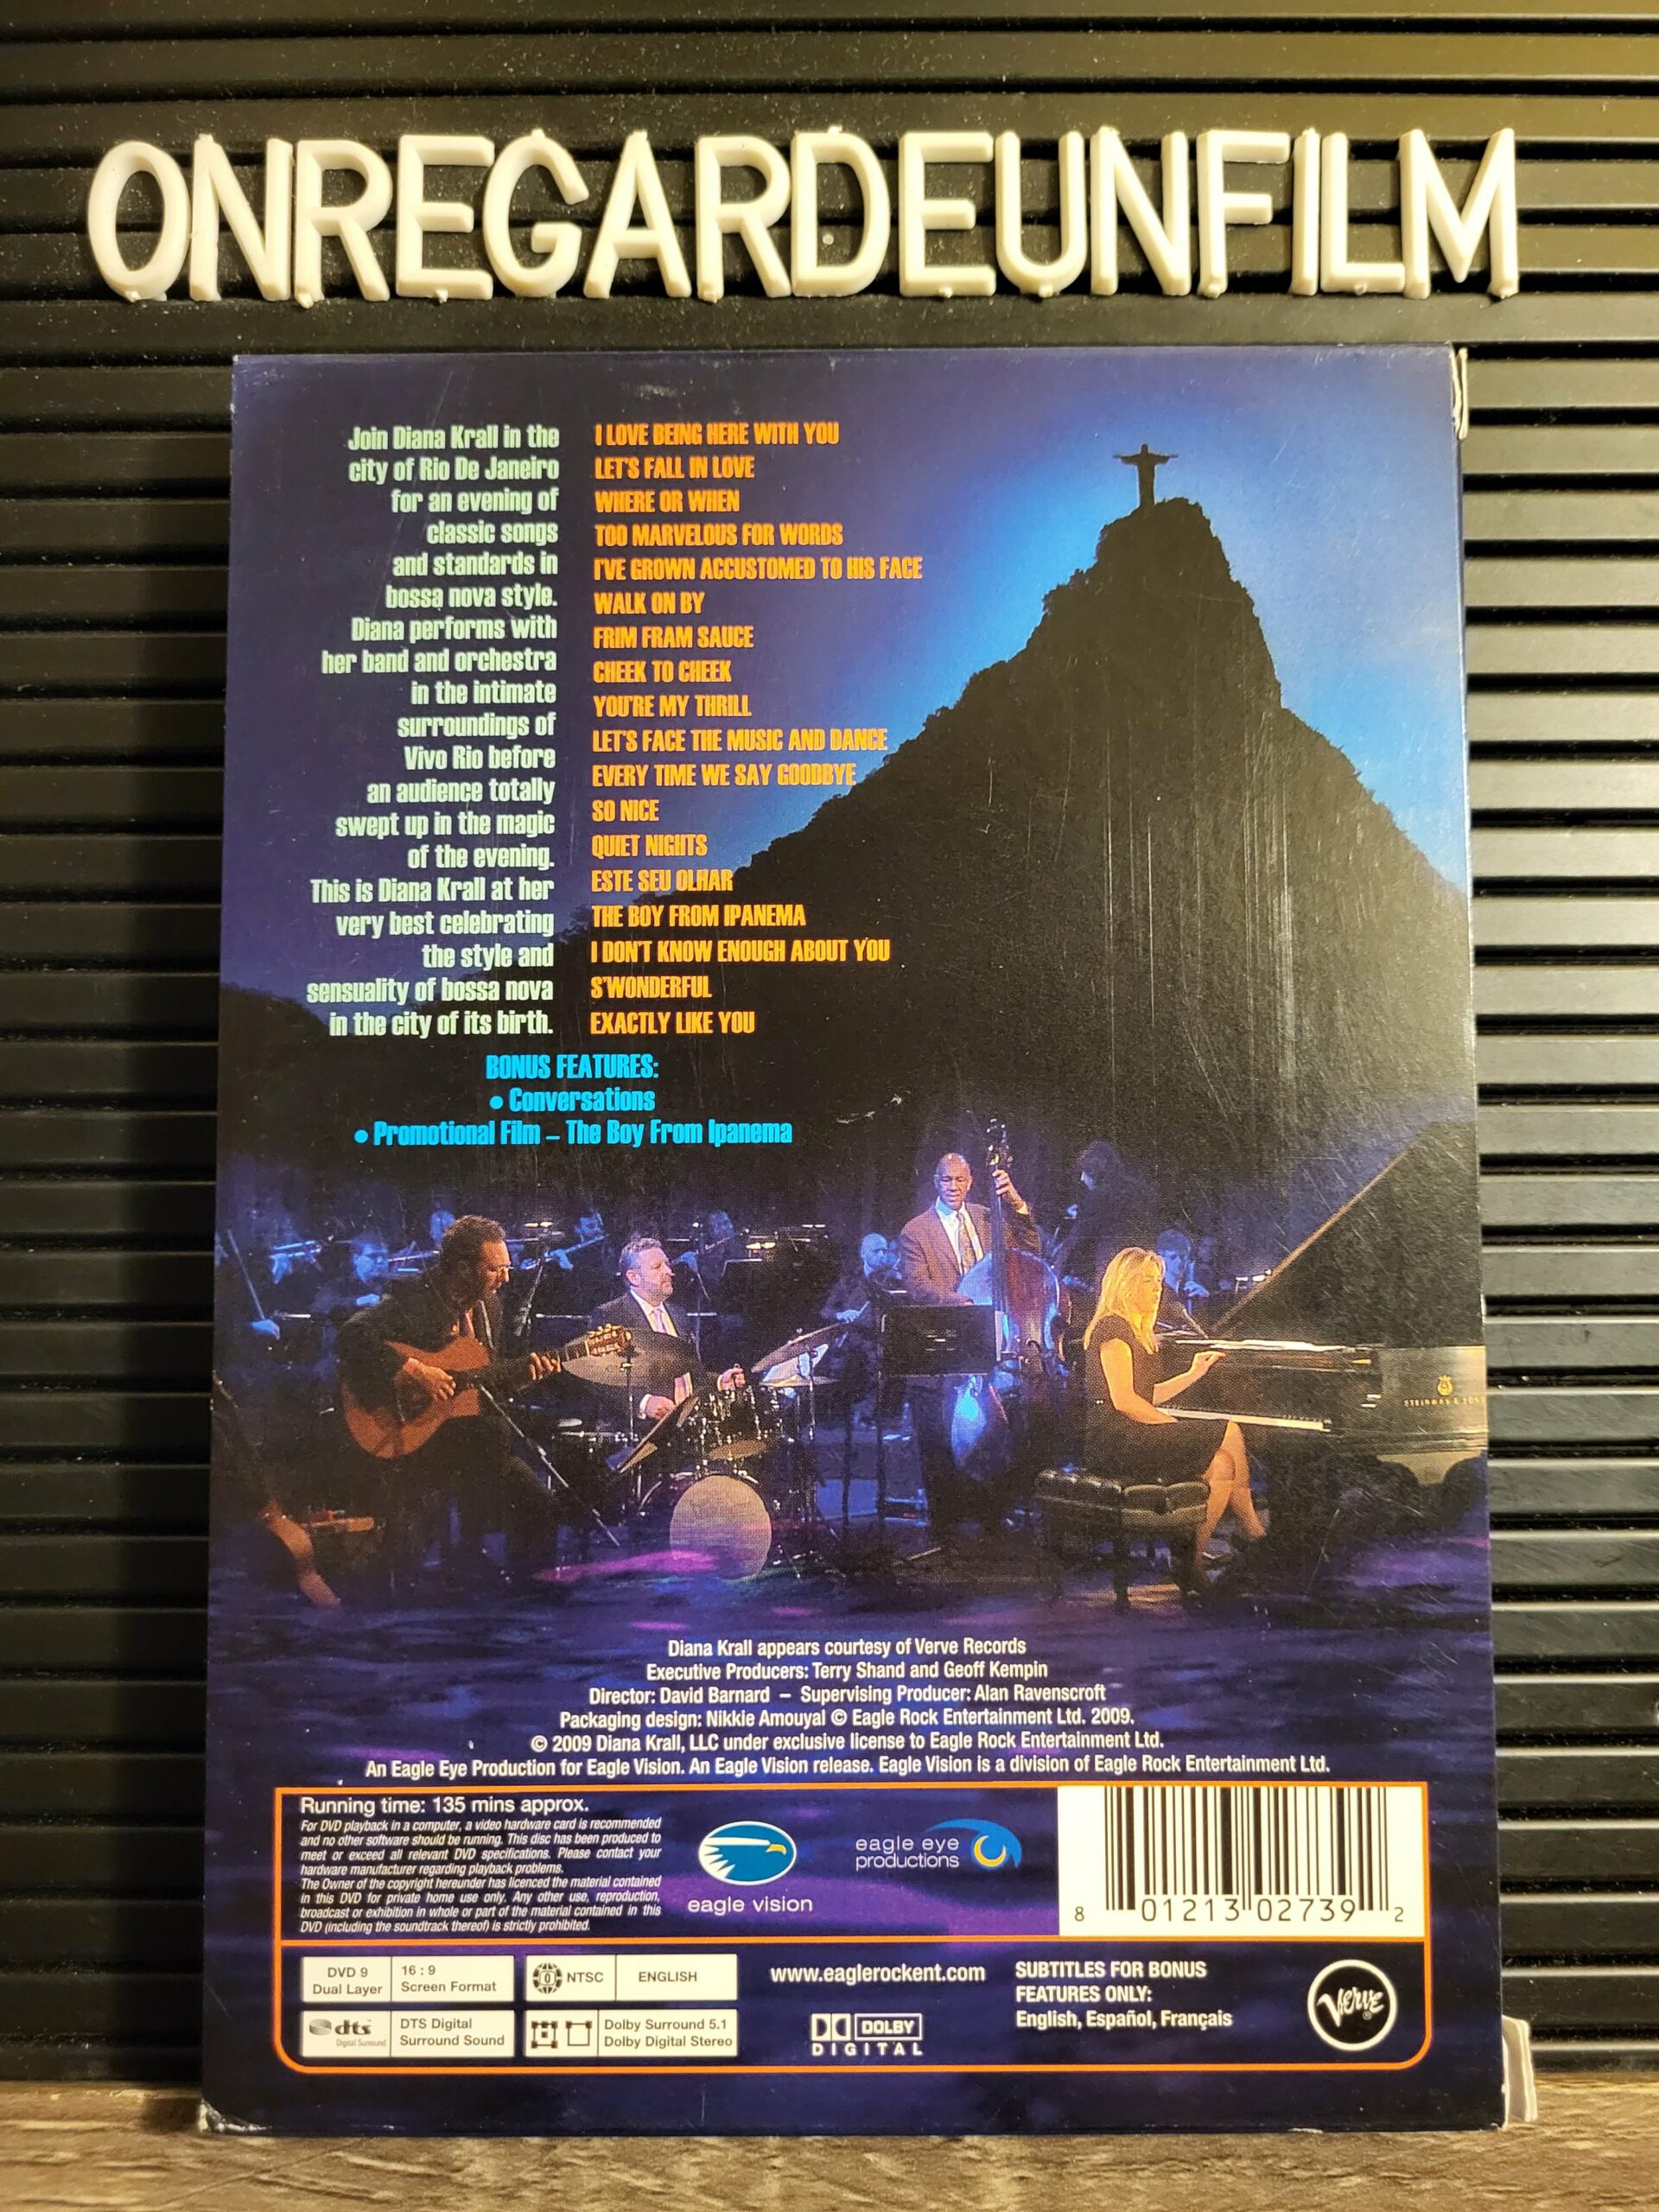 ONREGARDEUNFILM
Join Diana Krall in the
city of Rio De Janeiro
for an evening of
classic songs
and standards in
bossa nova style.
Diana performs with
her band and orchestra
in the intimate
surroundings of
Vivo Rio before
an audience totally
swept up in the magic
of the evening.
This is Diana Krall at her
very best celebrating
the style and
sensuality of bossa nova
in the city of its birth.
I LOVE BEING HERE WITH YOU
LET'S FALL IN LOVE
WHERE OR WHEN
TOO MARVELOUS FOR WORDS
I'VE GROWN ACCUSTOMED TO HIS FACE
WALK ON BY
FRIM FRAM SAUCE
CHEEK TO CHEEK
YOU'RE MY THRILL
LET'S FACE THE MUSIC AND DANCE
EVERY TIME WE SAY GOODBYE
SO NICE
QUIET NIGHTS
ESTE SEU OLHAR
THE BOY FROM IPANEMA
I DON'T KNOW ENOUGH ABOUT YOU
S'WONDERFUL
EXACTLY LIKE YOU
BONUS FEATURES:
• Conversations
• Promotional Film – The Boy From Ipanema
STEINWAY & SONS
Diana Krall appears courtesy of Verve Records
Executive Producers: Terry Shand and Geoff Kempin
Director: David Barnard – Supervising Producer: Alan Ravenscroft
Packaging design: Nikkie Amouyal © Eagle Rock Entertainment Ltd. 2009.
© 2009 Diana Krall, LLC under exclusive license to Eagle Rock Entertainment Ltd.
An Eagle Eye Production for Eagle Vision. An Eagle Vision release. Eagle Vision is a division of Eagle Rock Entertainment Ltd.
Running time: 135 mins approx.
For DVD playback in a computer, a video hardware card is recommended
and no other software should be running. This disc has been produced to
meet or exceed all relevant DVD specifications. Please contact your
hardware manufacturer regarding playback problems.
The Owner of the copyright hereunder has licenced the material contained
in this DVD for private home use only. Any other use, reproduction,
broadcast or exhibition in whole or part of the material contained in this
DVD (including the soundtrack thereof) is strictly prohibited.
eagle vision
eagle eye
productions
8 01213 02739 2
DVD 9
Dual Layer
16 : 9
Screen Format
0
NTSC
ENGLISH
dts
Digital Surround
DTS Digital
Surround Sound
Dolby Surround 5.1
Dolby Digital Stereo
www.eaglerockent.com
DOLBY
DIGITAL
SUBTITLES FOR BONUS
FEATURES ONLY:
English, Español, Français
Verve®